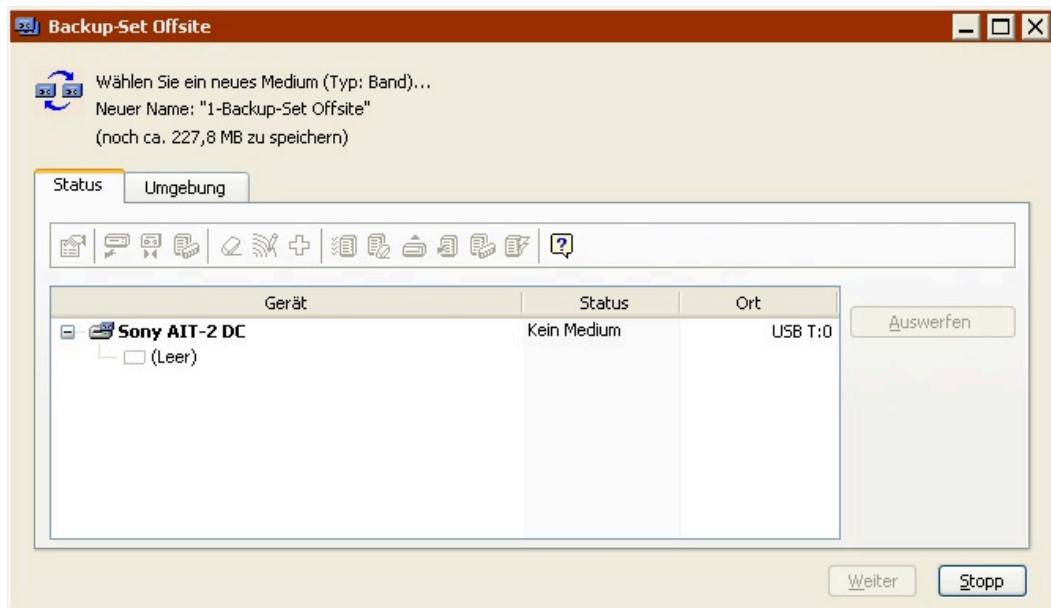 Backup-Set Offsite
Wählen Sie ein neues Medium (Typ: Band)...
Neuer Name: "1-Backup-Set Offsite"
(noch ca. 227,8 MB zu speichern)
Status Umgebung
Gerät Status Ort
Sony AIT-2 DC Kein Medium USB T:0
(Leer)
Auswerfen
Weiter Stopp